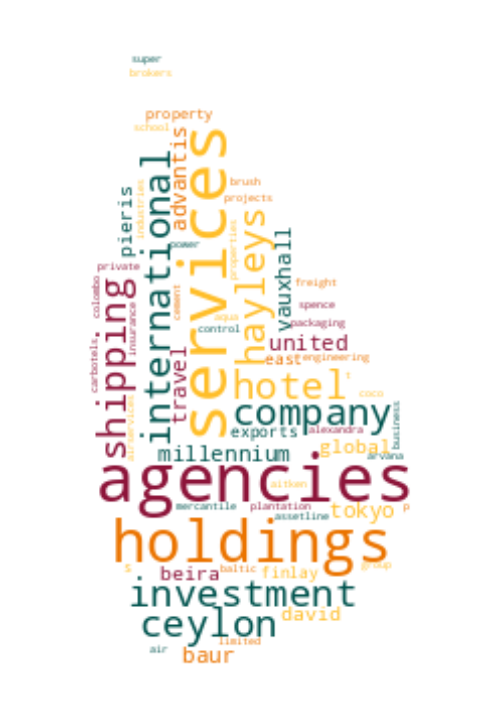 super
brokers
property
school
services
advantis
international
brush
pieris
industries
projects
hayleys
properties
vauxhall
power
private
shipping
colombo
insurance
cement
freight
spence
aqua
packaging
control
united
carbotels
travel
east
engineering
hotel
t
coco
airservices
company
business
exports
alexandra
global
millennium
arvana
agencies
aitken
mercantile
plantation
tokyo
p
assetline
holdings
s
beira
baltic
finlay
group
investment
david
ceylon
limited
air
baur